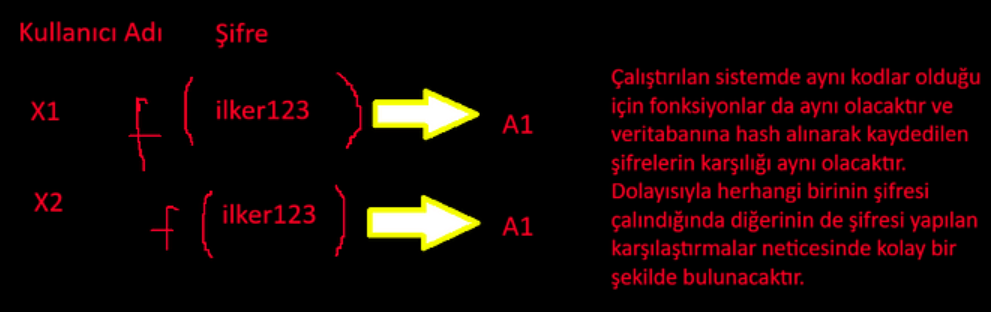 Kullanıcı Adı Şifre
X1 f ( ilker123 ) A1
X2 f ( ilker123 ) A1
Çalıştırılan sistemde aynı kodlar olduğu
için fonksiyonlar da aynı olacaktır ve
veritabanına hash alınarak kaydedilen
şifrelerin karşılığı aynı olacaktır.
Dolayısıyla herhangi birinin şifresi
çalındığında diğerinin de şifresi yapılan
karşılaştırmalar neticesinde kolay bir
şekilde bulunacaktır.